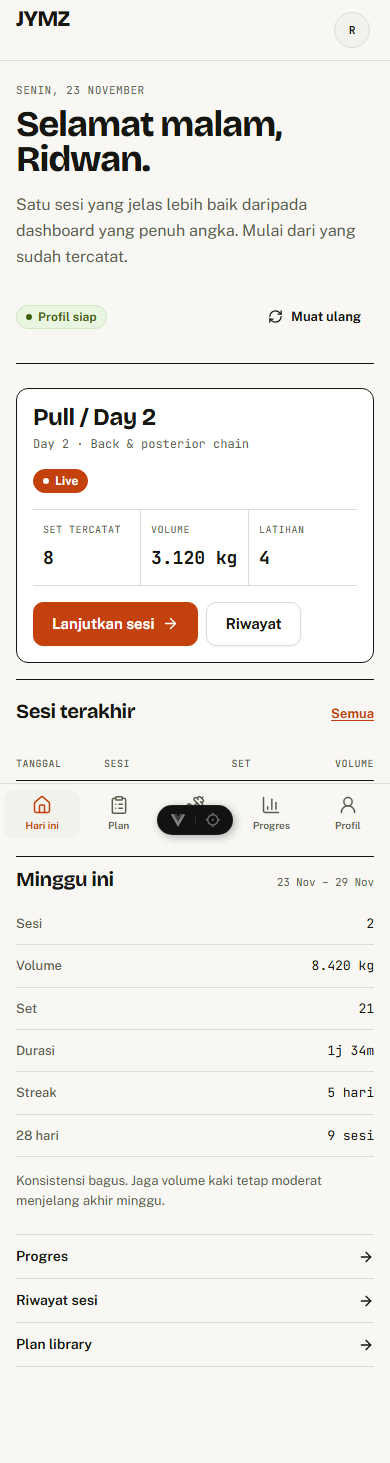 JYMZ
R
SENIN, 23 NOVEMBER
Selamat malam,
Ridwan.
Satu sesi yang jelas lebih baik daripada
dashboard yang penuh angka. Mulai dari yang
sudah tercatat.
Profil siap
Muat ulang
Pull / Day 2
Day 2 · Back & posterior chain
Live
SET TERCATAT VOLUME LATIHAN
8 3.120 kg 4
Lanjutkan sesi → Riwayat
Sesi terakhir Semua
TANGGAL SESI SET VOLUME
Hari ini Plan Progres Profil
Minggu ini 23 Nov – 29 Nov
Sesi 2
Volume 8.420 kg
Set 21
Durasi 1j 34m
Streak 5 hari
28 hari 9 sesi
Konsistensi bagus. Jaga volume kaki tetap moderat
menjelang akhir minggu.
Progres →
Riwayat sesi →
Plan library →